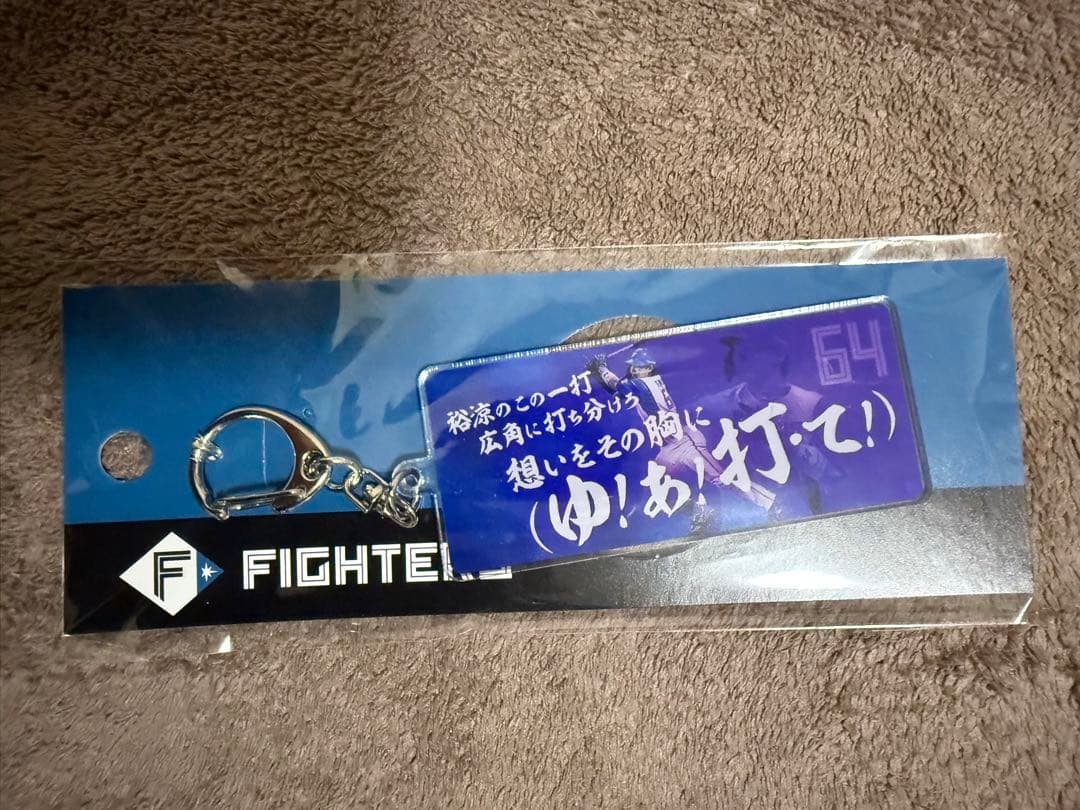 64
裕涼のこの一打
広角に打ち分けろ
想いをその胸に
(ゆ!あ!打・て!)
F
FIGHTERS